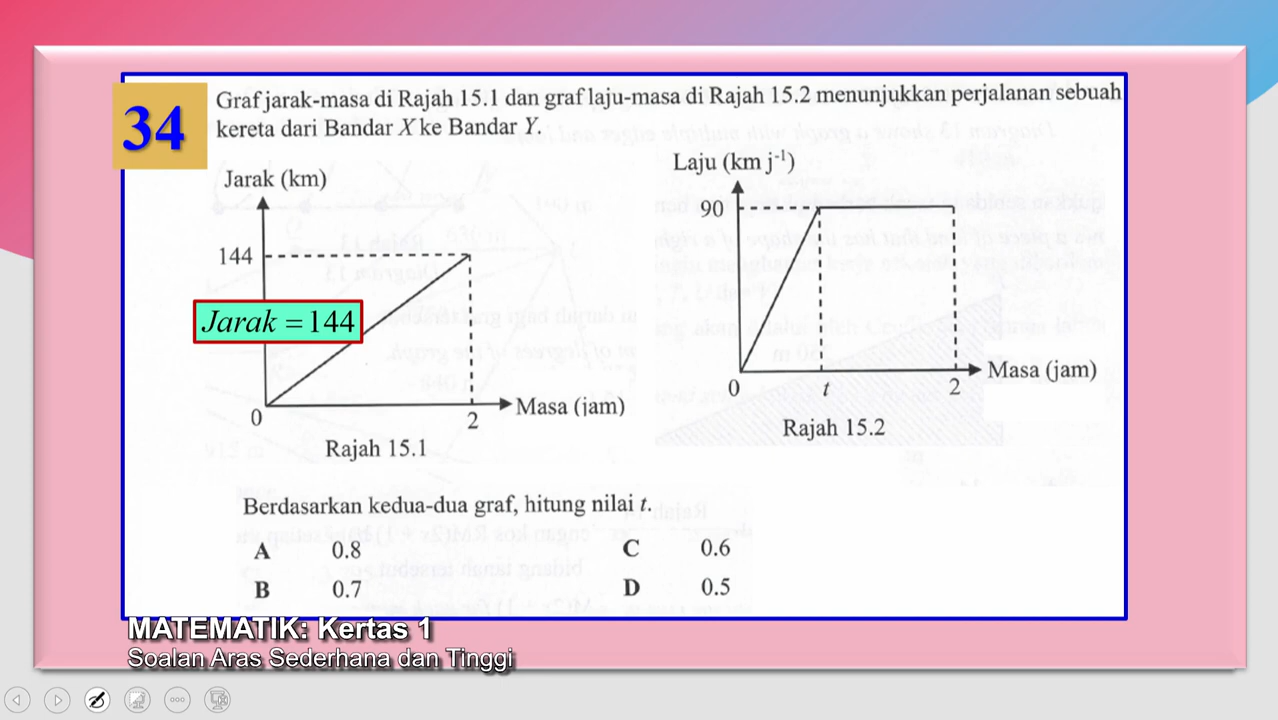 34
Graf jarak-masa di Rajah 15.1 dan graf laju-masa di Rajah 15.2 menunjukkan perjalanan sebuah
kereta dari Bandar X ke Bandar Y.
Jarak (km)
144
Jarak = 144
0
2
Masa (jam)
Rajah 15.1
Laju (km j⁻¹)
90
0
t
2
Masa (jam)
Rajah 15.2
Berdasarkan kedua-dua graf, hitung nilai t.
A 0.8
C 0.6
B 0.7
D 0.5
MATEMATIK: Kertas 1
Soalan Aras Sederhana dan Tinggi